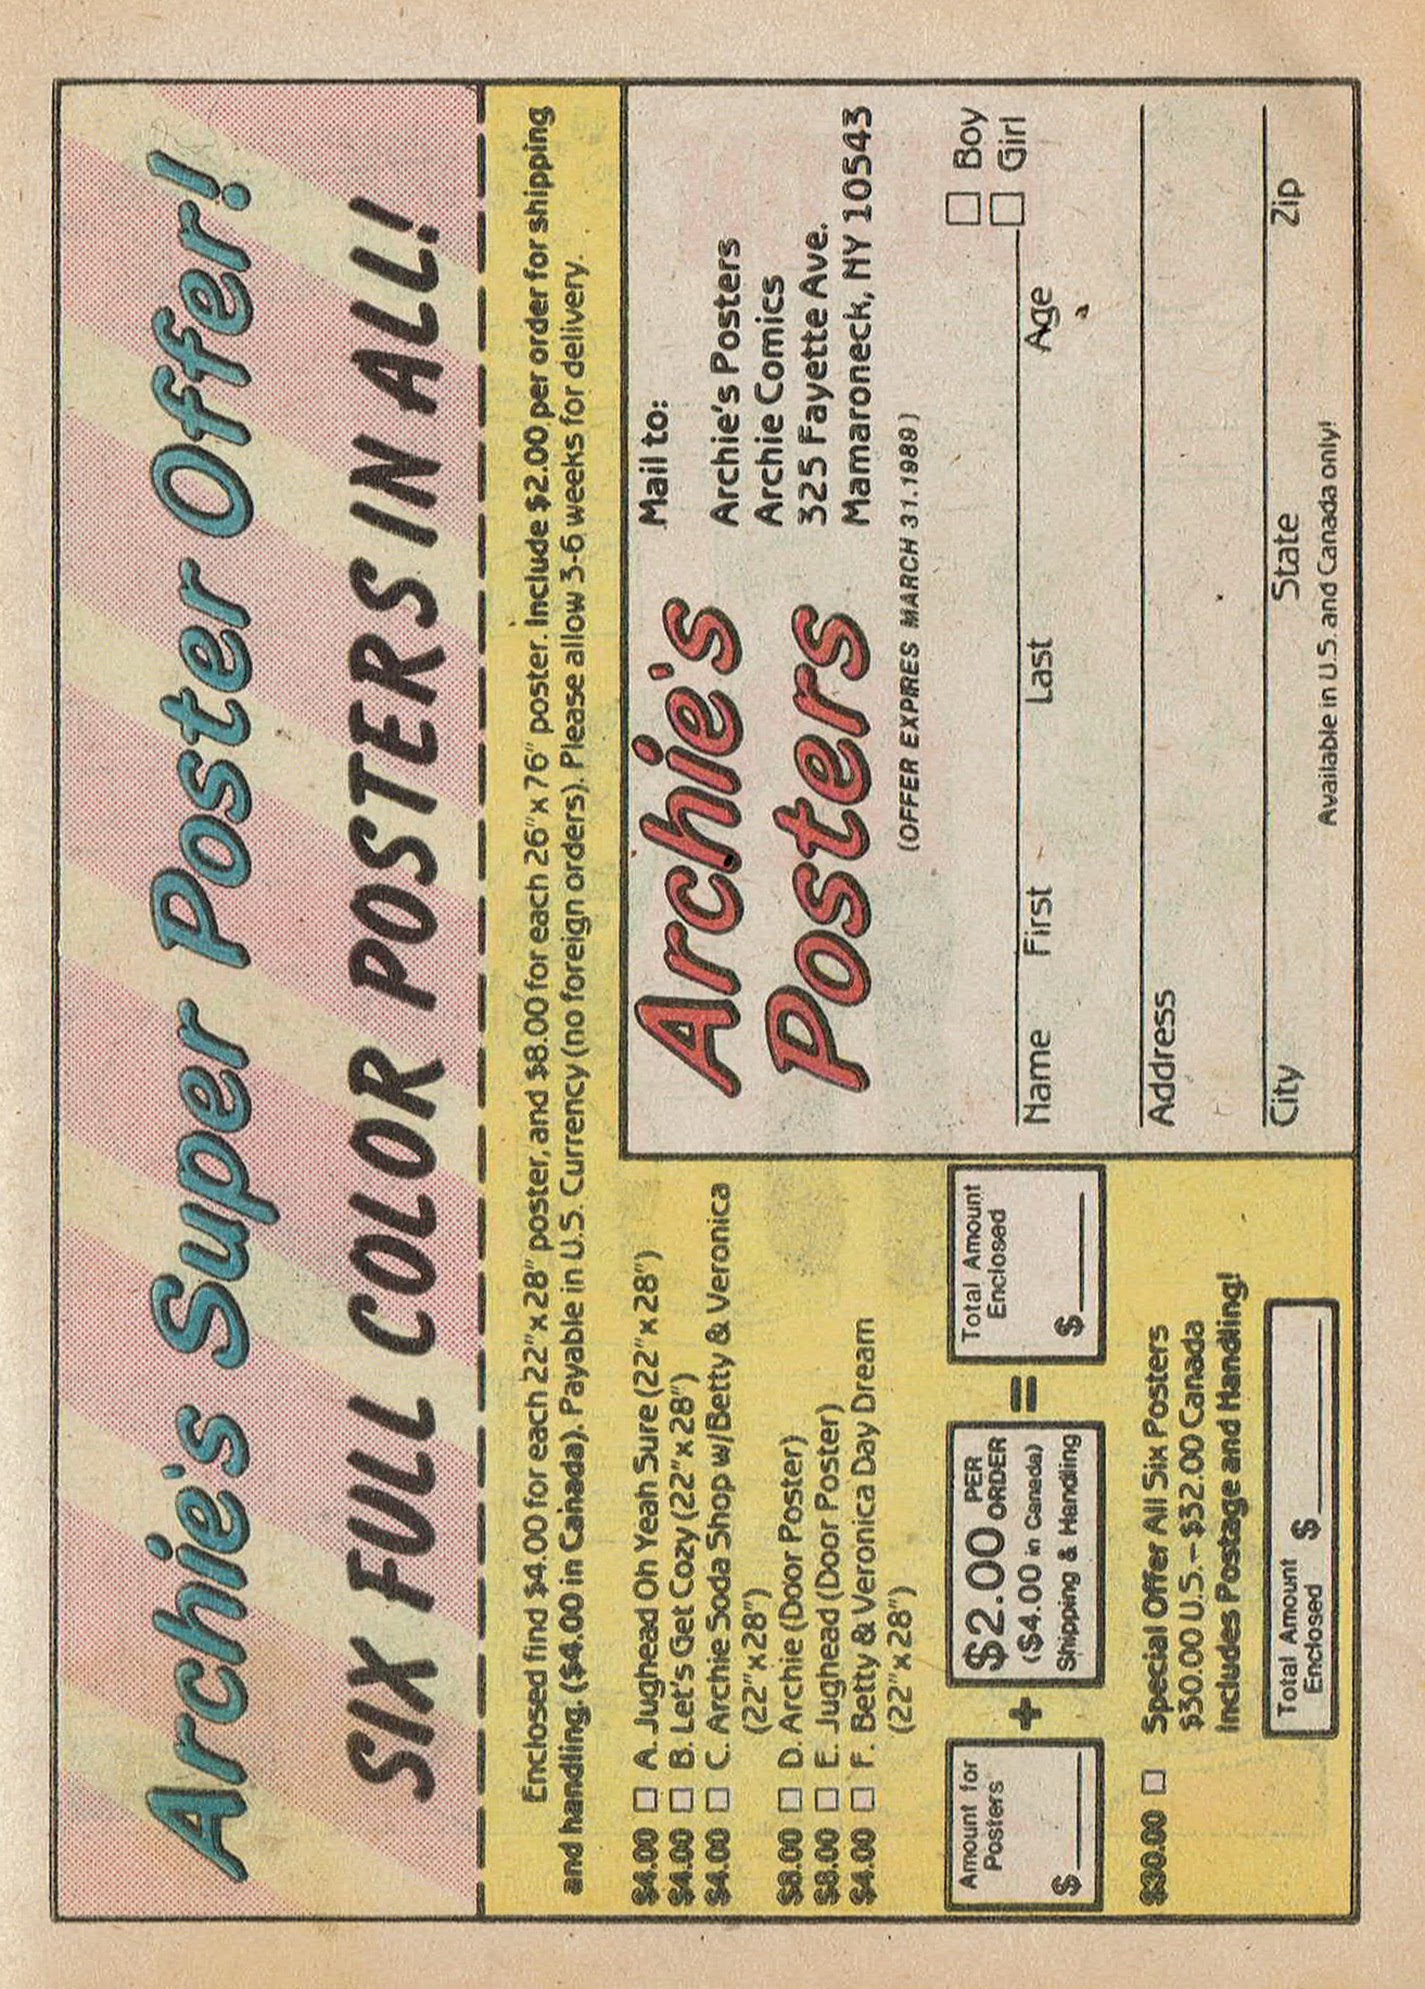 Archie's Super Poster Offer!
SIX FULL COLOR POSTERS IN ALL!
Enclosed find $4.00 for each 22"x 28" poster, and $8.00 for each 26"x 76" poster. Include $2.00 per order for shipping
and handling. ($4.00 in Canada). Payable in U.S. Currency (no foreign orders). Please allow 3-6 weeks for delivery.
$4.00 □ A. Jughead Oh Yeah Sure (22"x 28")
$4.00 □ B. Let's Get Cozy (22"x 28")
$4.00 □ C. Archie Soda Shop w/Betty & Veronica
(22"x 28")
$8.00 □ D. Archie (Door Poster)
$8.00 □ E. Jughead (Door Poster)
$4.00 □ F. Betty & Veronica Day Dream
(22"x 28")
Amount for
Posters
$
+
$2.00 PER ORDER
($4.00 in Canada)
Shipping & Handling
=
Total Amount
Enclosed
$
$30.00 □ Special Offer All Six Posters
$30.00 U.S.–$32.00 Canada
Includes Postage and Handling!
Total Amount
Enclosed $
Archie's
Posters
Mail to:
Archie's Posters
Archie Comics
325 Fayette Ave.
Mamaroneck, NY 10543
(OFFER EXPIRES MARCH 31.1989)
□ Boy
□ Girl
Name First Last Age
Address
City State Zip
Available in U.S. and Canada only!